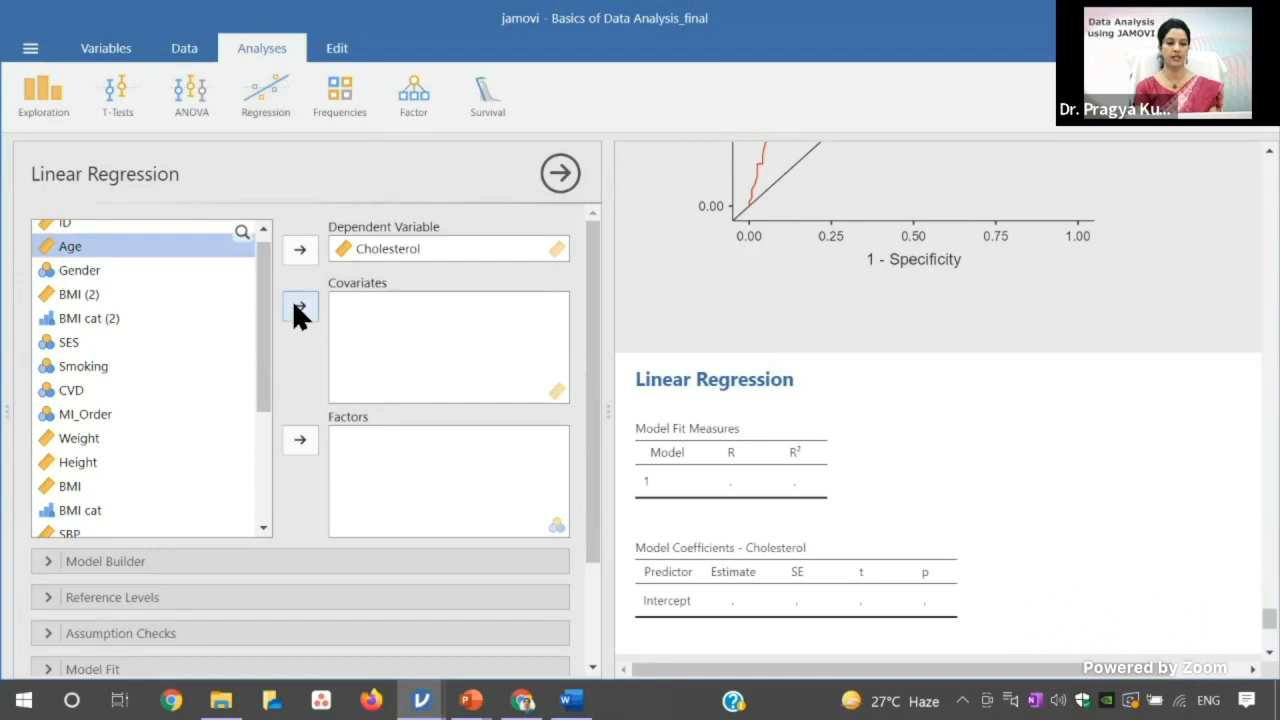 jamovi - Basics of Data Analysis_final
Variables
Data
Analyses
Edit
Exploration
T-Tests
ANOVA
Regression
Frequencies
Factor
Survival
Data Analysis
using JAMOVI
Dr. Pragya Ku...
Linear Regression
ID
Age
Gender
BMI (2)
BMI cat (2)
SES
Smoking
CVD
MI_Order
Weight
Height
BMI
BMI cat
SBP
Dependent Variable
Cholesterol
Covariates
Factors
Model Builder
Reference Levels
Assumption Checks
Model Fit
0.00
0.00 0.25 0.50 0.75 1.00
1 - Specificity
Linear Regression
Model Fit Measures
Model R R²
1 . .
Model Coefficients - Cholesterol
Predictor Estimate SE t p
Intercept . . . .
Powered by Zoom
27°C Haze
ENG